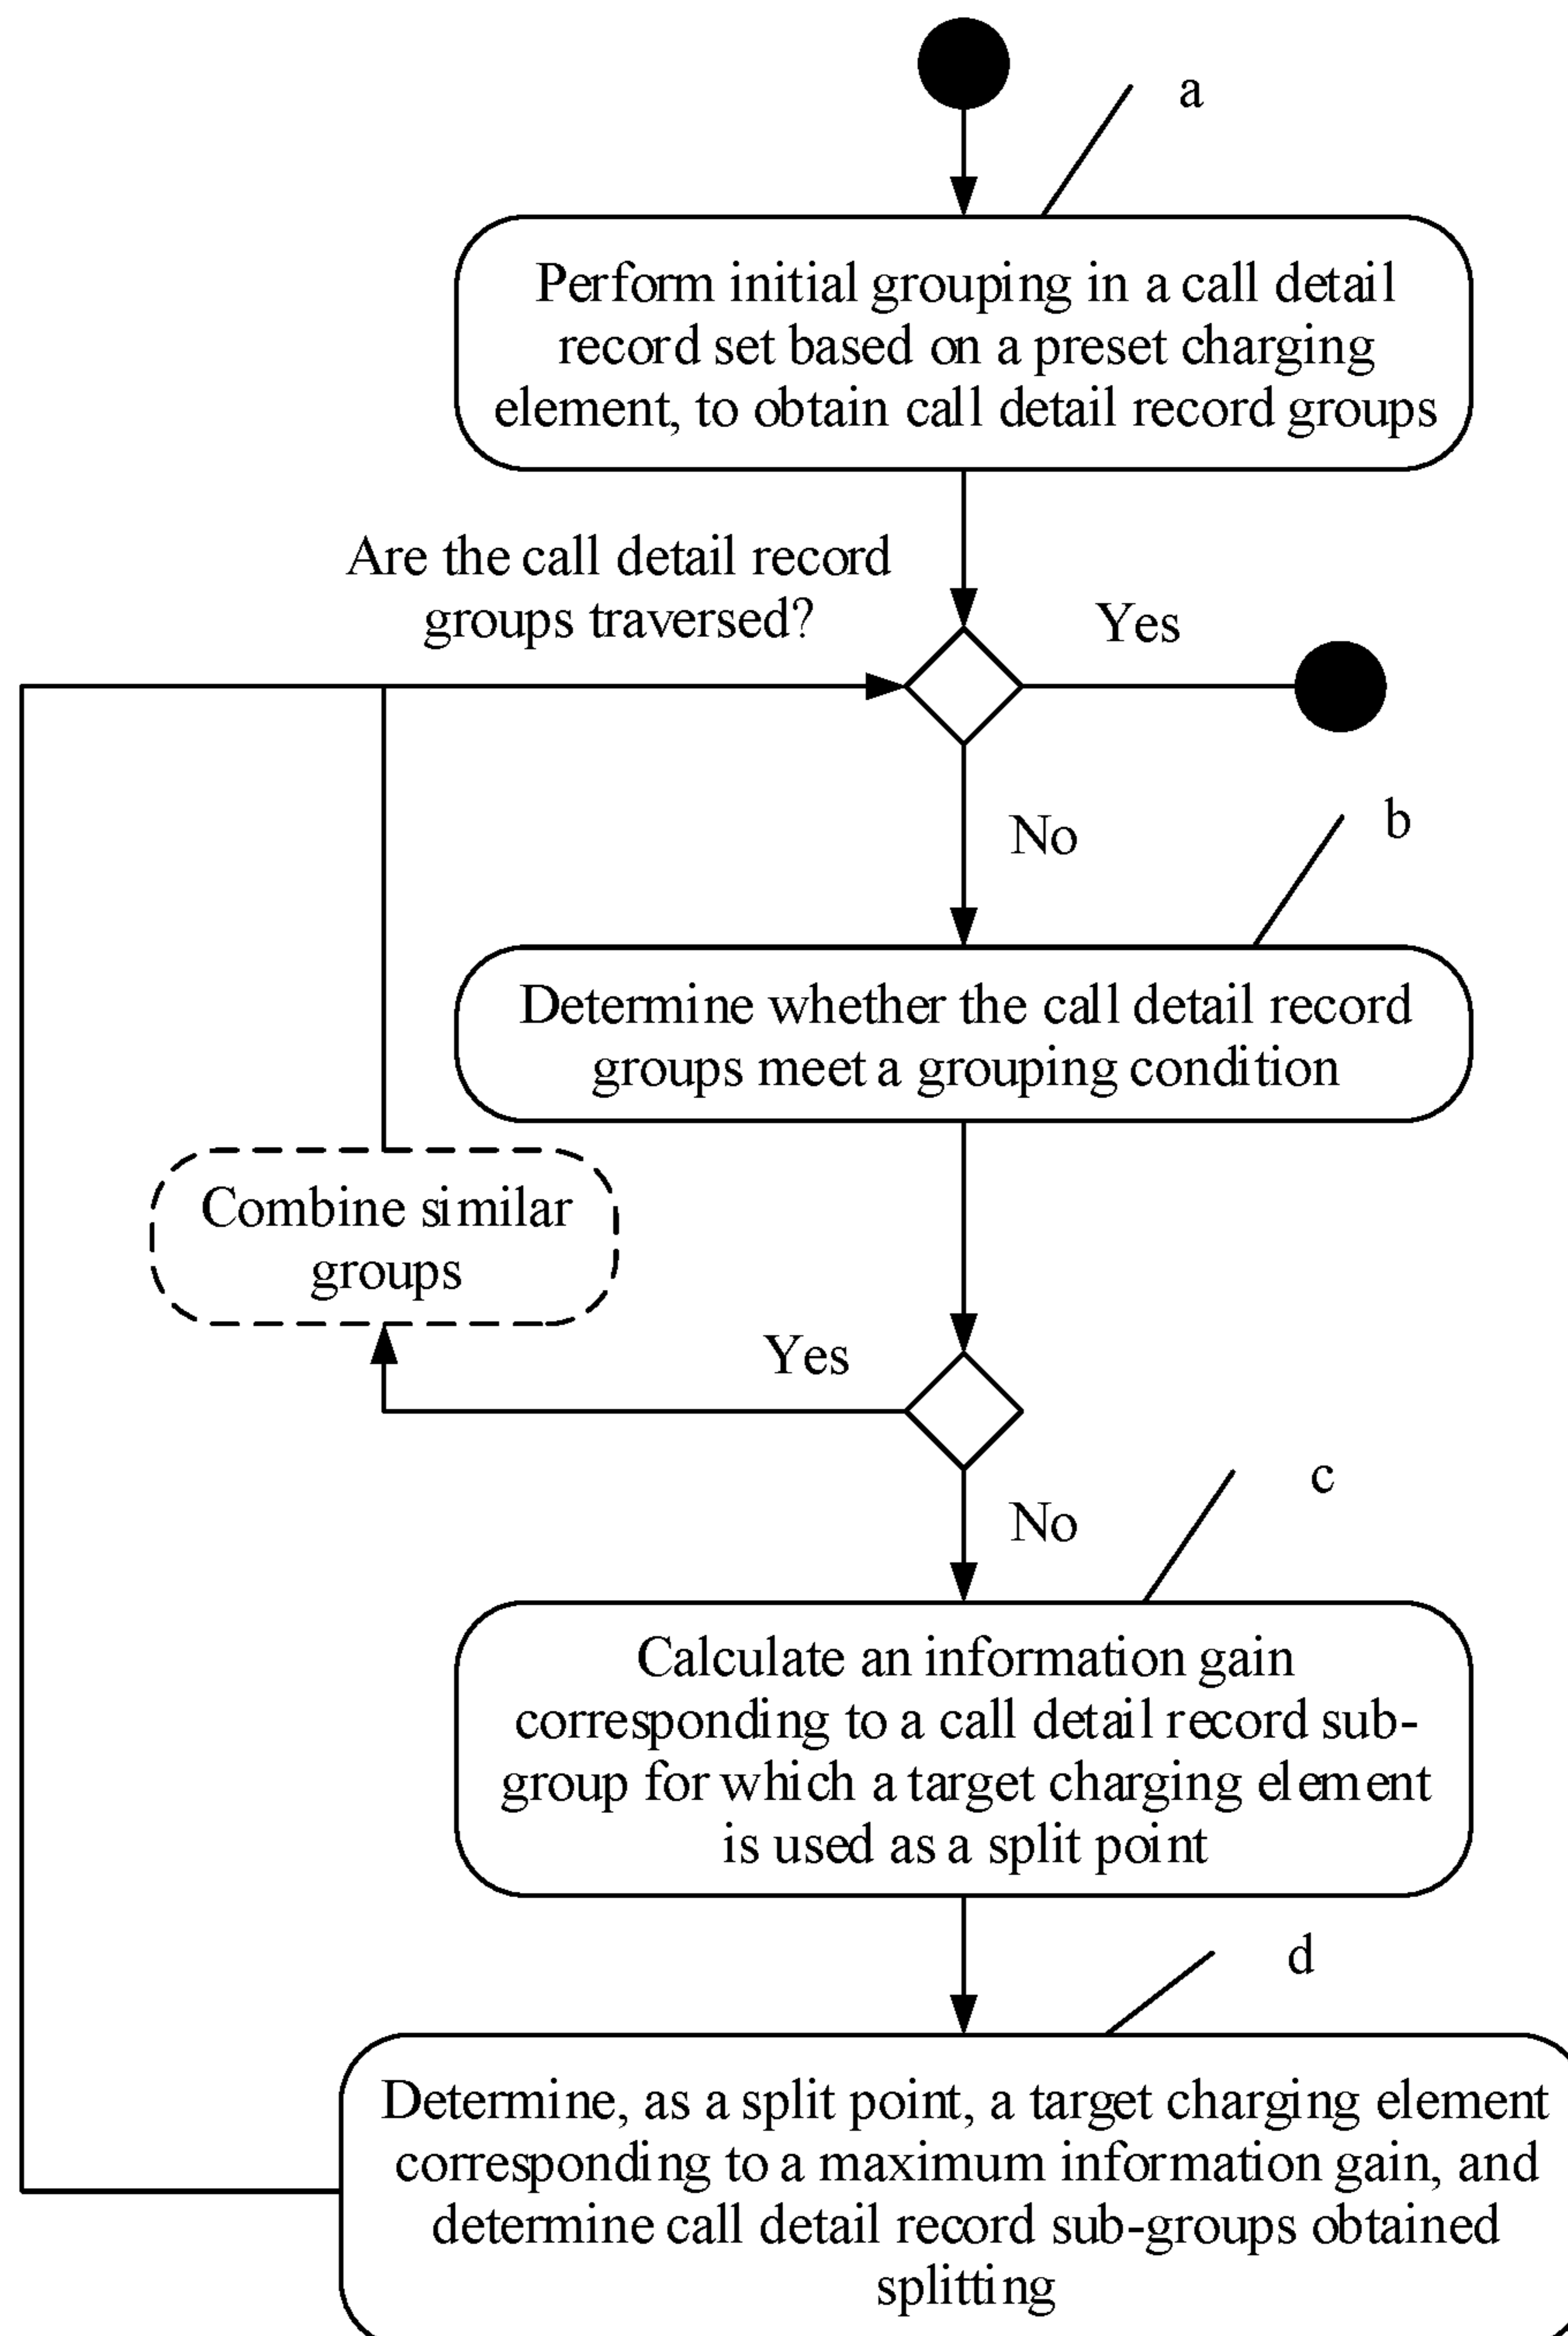 a
Perform initial grouping in a call detail
record set based on a preset charging
element, to obtain call detail record groups
Are the call detail record
groups traversed?
Yes
No
b
Determine whether the call detail record
groups meet a grouping condition
Combine similar
groups
Yes
No
c
Calculate an information gain
corresponding to a call detail record sub-
group for which a target charging element
is used as a split point
d
Determine, as a split point, a target charging element
corresponding to a maximum information gain, and
determine call detail record sub-groups obtained
splitting